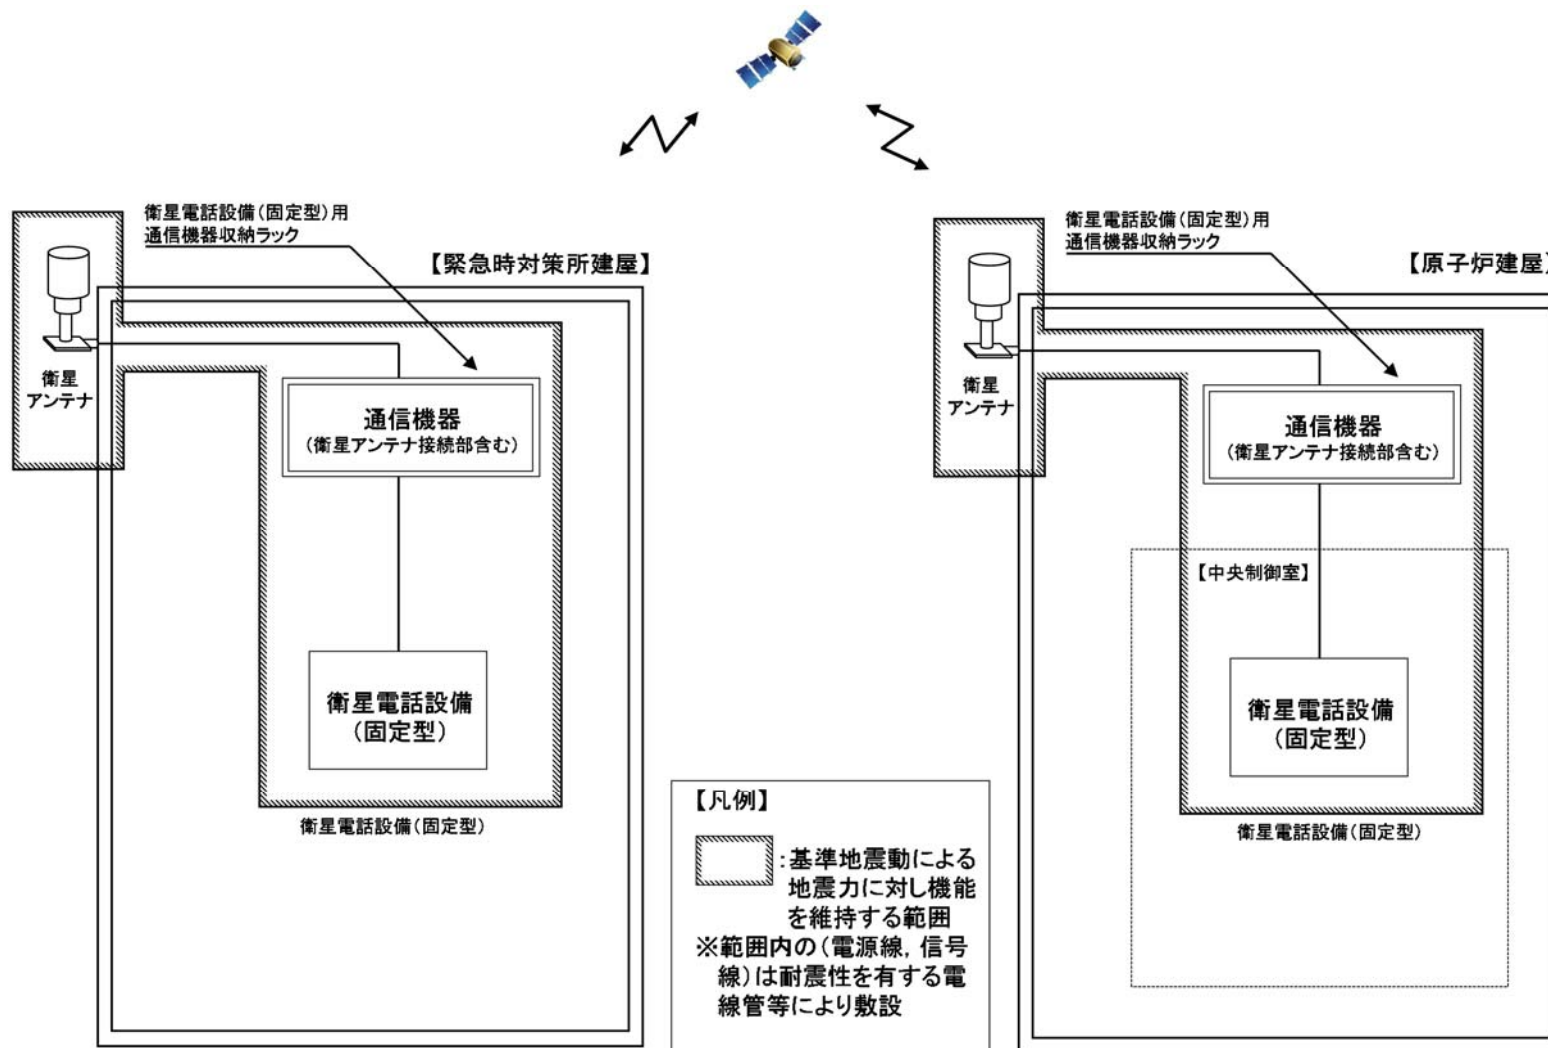 衛星電話設備(固定型)用
通信機器収納ラック
【緊急時対策所建屋】
衛星
アンテナ
通信機器
(衛星アンテナ接続部含む)
衛星電話設備
(固定型)
衛星電話設備(固定型)
衛星電話設備(固定型)用
通信機器収納ラック
【原子炉建屋】
衛星
アンテナ
通信機器
(衛星アンテナ接続部含む)
【中央制御室】
衛星電話設備
(固定型)
衛星電話設備(固定型)
【凡例】
:基準地震動による
地震力に対し機能
を維持する範囲
※範囲内の(電源線,信号
線)は耐震性を有する電
線管等により敷設